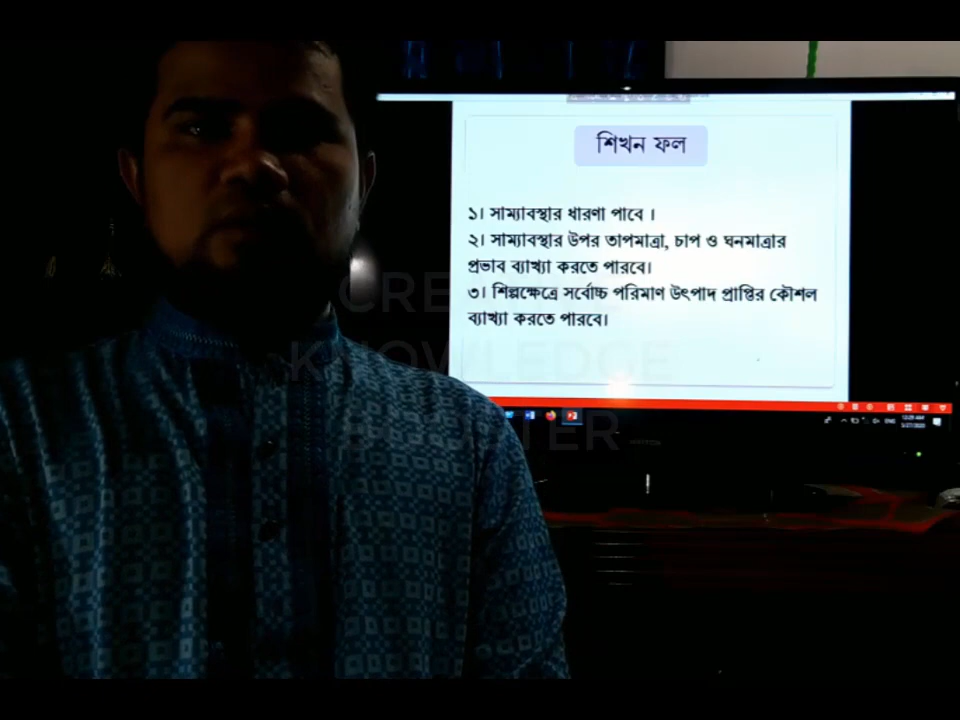 শিখন ফল
১। সাম্যাবস্থার ধারণা পাবে ।
২। সাম্যাবস্থার উপর তাপমাত্রা, চাপ ও ঘনমাত্রার
প্রভাব ব্যাখ্যা করতে পারবে।
৩। শিল্পক্ষেত্রে সর্বোচ্চ পরিমাণ উৎপাদ প্রাপ্তির কৌশল
ব্যাখ্যা করতে পারবে।
KNOWLEDGE